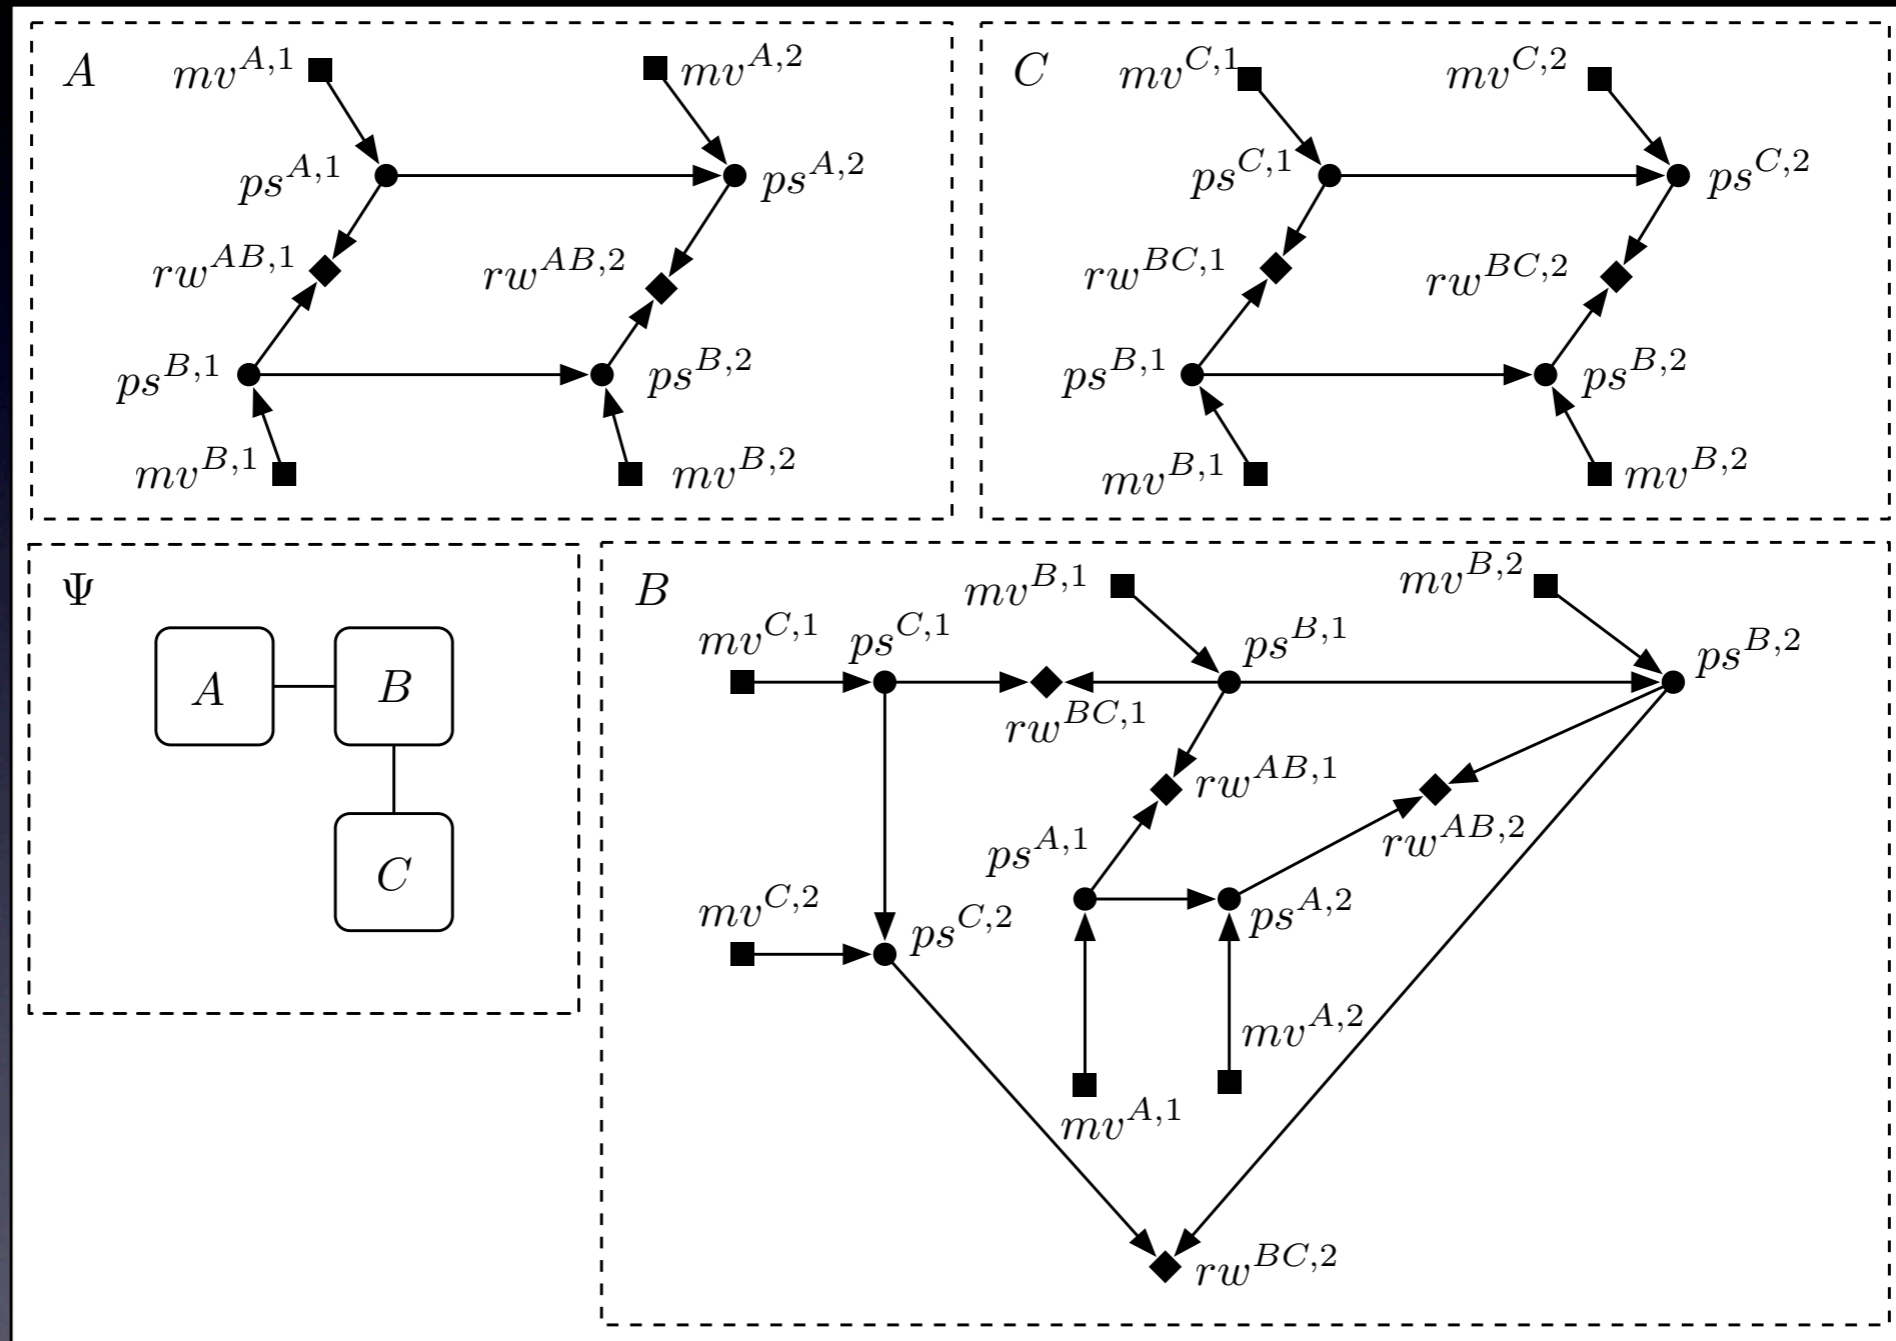 A
mv^{A,1}
mv^{A,2}
ps^{A,1}
ps^{A,2}
rw^{AB,1}
rw^{AB,2}
ps^{B,1}
ps^{B,2}
mv^{B,1}
mv^{B,2}
C
mv^{C,1}
mv^{C,2}
ps^{C,1}
ps^{C,2}
rw^{BC,1}
rw^{BC,2}
ps^{B,1}
ps^{B,2}
mv^{B,1}
mv^{B,2}
Ψ
A
B
C
B
mv^{B,1}
mv^{B,2}
mv^{C,1}
ps^{C,1}
ps^{B,1}
ps^{B,2}
rw^{BC,1}
rw^{AB,1}
rw^{AB,2}
ps^{A,1}
mv^{C,2}
ps^{C,2}
ps^{A,2}
mv^{A,2}
mv^{A,1}
rw^{BC,2}